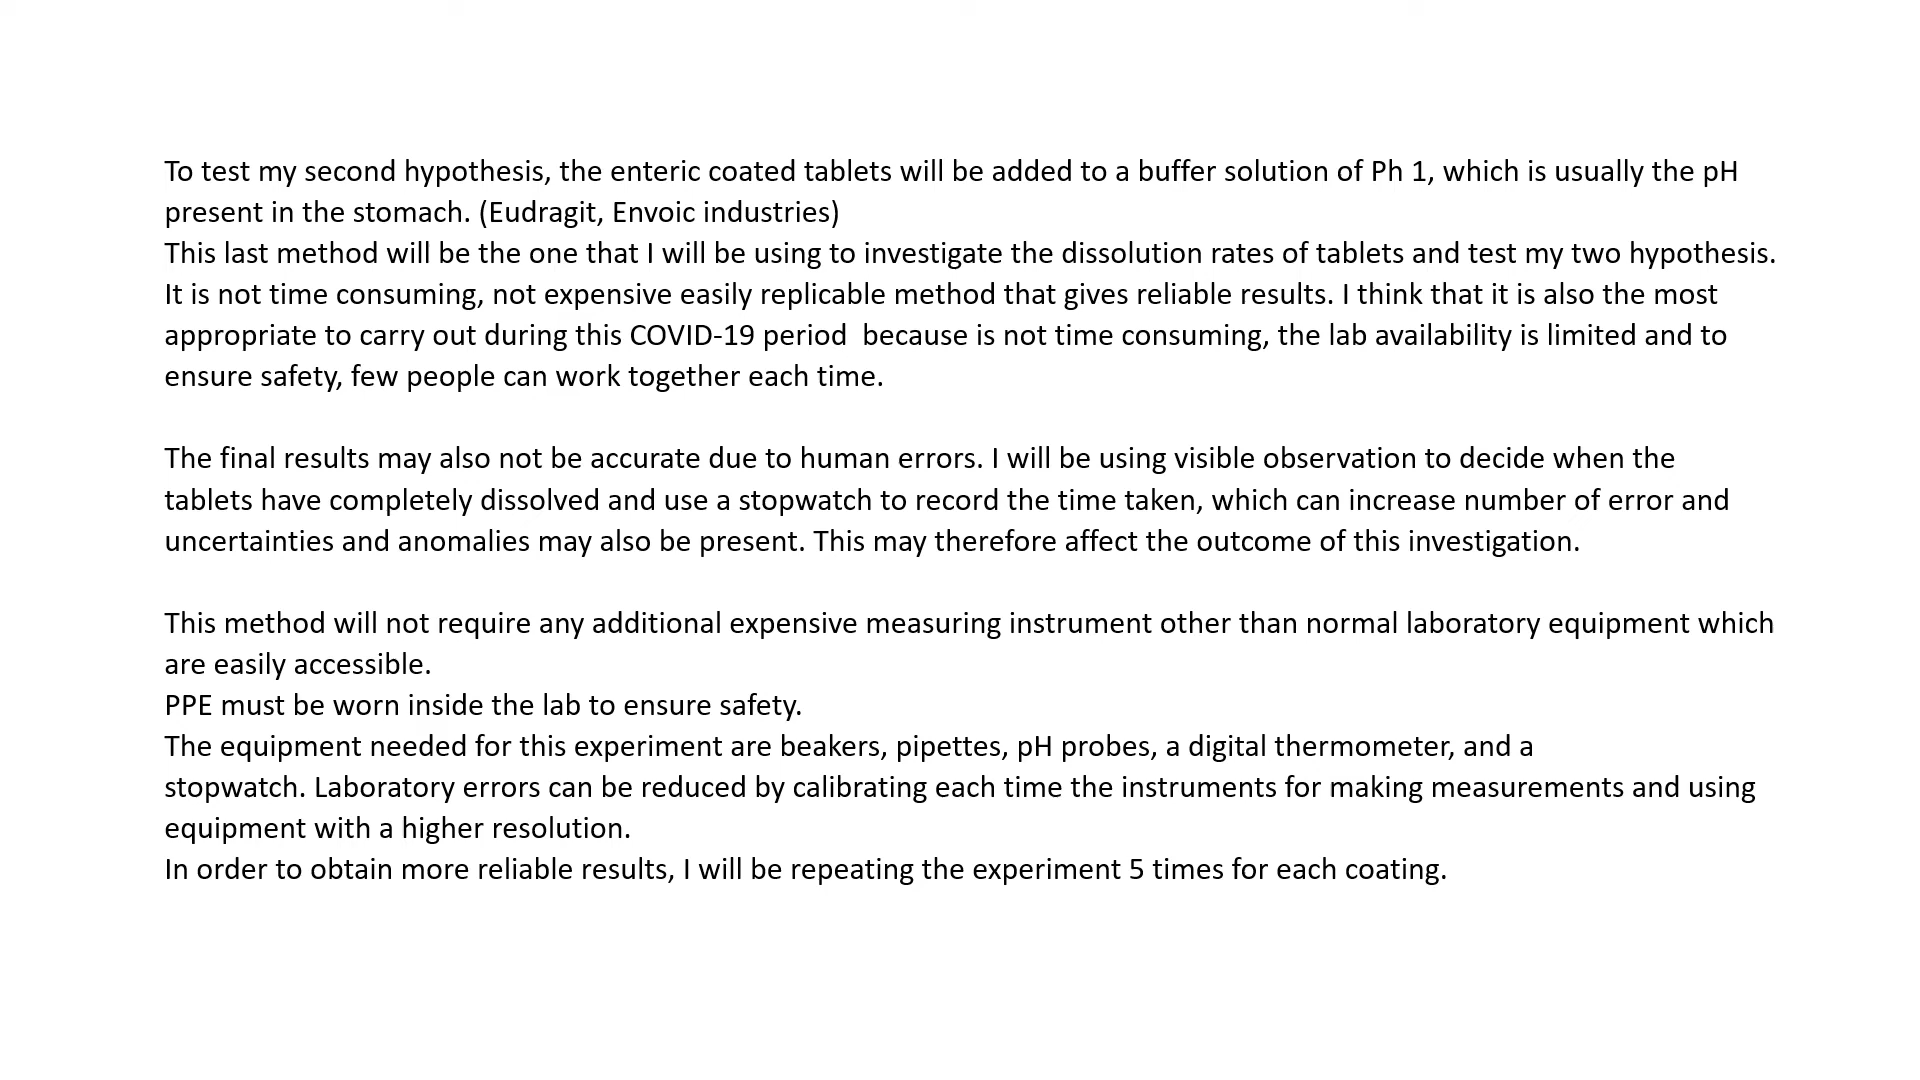 To test my second hypothesis, the enteric coated tablets will be added to a buffer solution of Ph 1, which is usually the pH
present in the stomach. (Eudragit, Envoic industries)
This last method will be the one that I will be using to investigate the dissolution rates of tablets and test my two hypothesis.
It is not time consuming, not expensive easily replicable method that gives reliable results. I think that it is also the most
appropriate to carry out during this COVID-19 period  because is not time consuming, the lab availability is limited and to
ensure safety, few people can work together each time.
The final results may also not be accurate due to human errors. I will be using visible observation to decide when the
tablets have completely dissolved and use a stopwatch to record the time taken, which can increase number of error and
uncertainties and anomalies may also be present. This may therefore affect the outcome of this investigation.
This method will not require any additional expensive measuring instrument other than normal laboratory equipment which
are easily accessible.
PPE must be worn inside the lab to ensure safety.
The equipment needed for this experiment are beakers, pipettes, pH probes, a digital thermometer, and a
stopwatch. Laboratory errors can be reduced by calibrating each time the instruments for making measurements and using
equipment with a higher resolution.
In order to obtain more reliable results, I will be repeating the experiment 5 times for each coating.